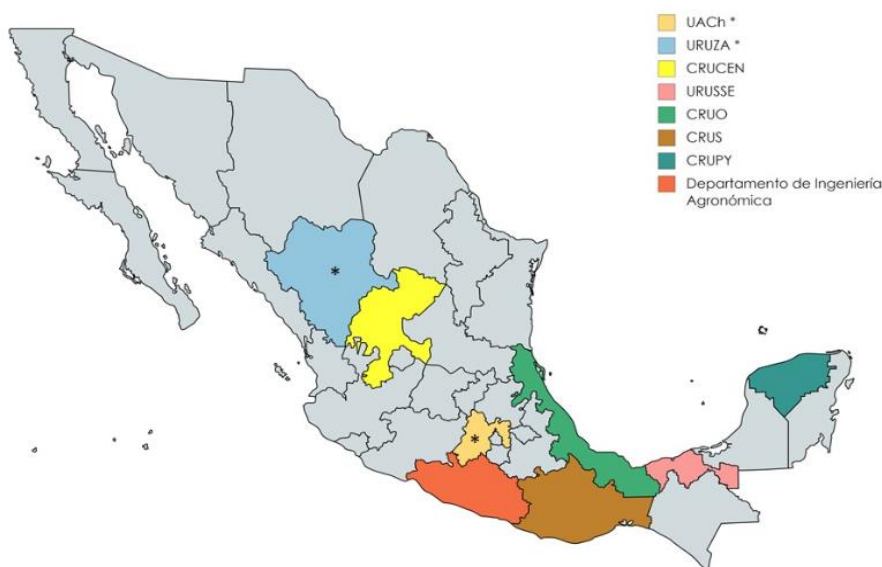 UACh *
URUZA *
CRUCEN
URUSSE
CRUO
CRUS
CRUPY
Departamento de Ingeniería
Agronómica
*
*